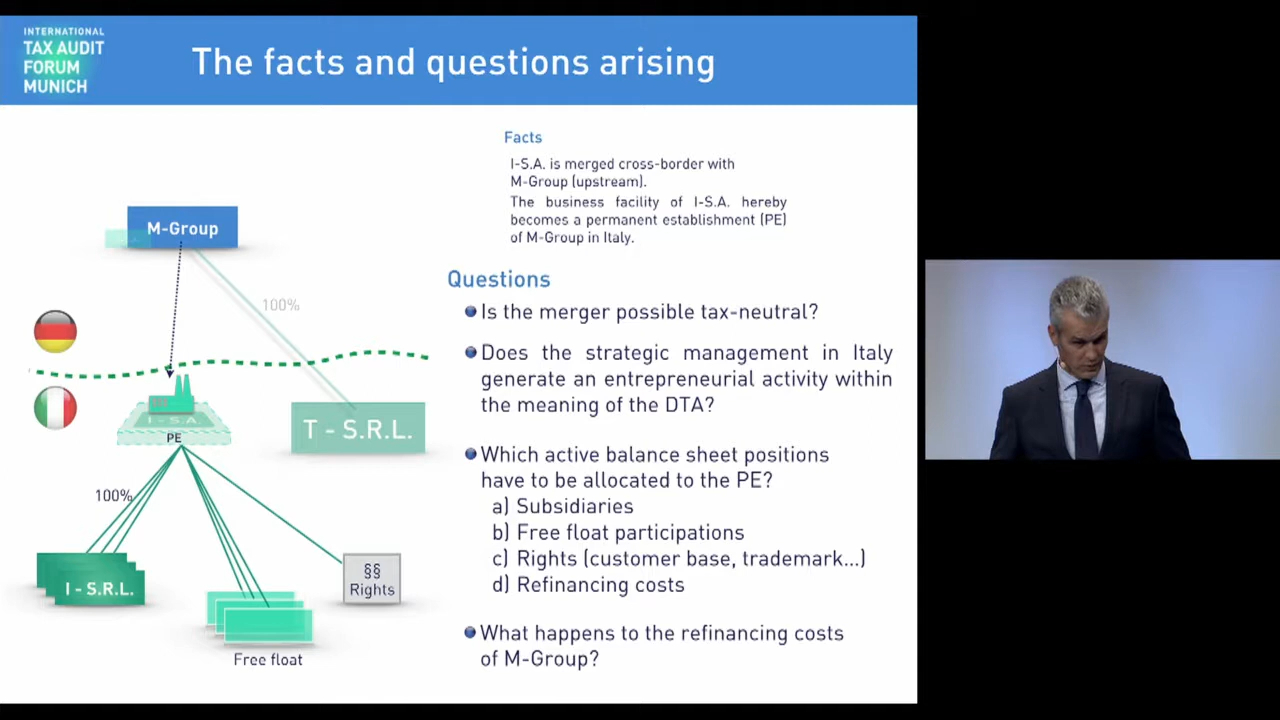 INTERNATIONAL
TAX AUDIT
FORUM
MUNICH
The facts and questions arising
Facts
I-S.A. is merged cross-border with
M-Group (upstream).
The business facility of I-S.A. hereby
becomes a permanent establishment (PE)
of M-Group in Italy.
M-Group
100%
I - S.A.
PE
T - S.R.L.
100%
I - S.R.L.
§§
Rights
Free float
Questions
Is the merger possible tax-neutral?
Does the strategic management in Italy
generate an entrepreneurial activity within
the meaning of the DTA?
Which active balance sheet positions
have to be allocated to the PE?
a) Subsidiaries
b) Free float participations
c) Rights (customer base, trademark...)
d) Refinancing costs
What happens to the refinancing costs
of M-Group?